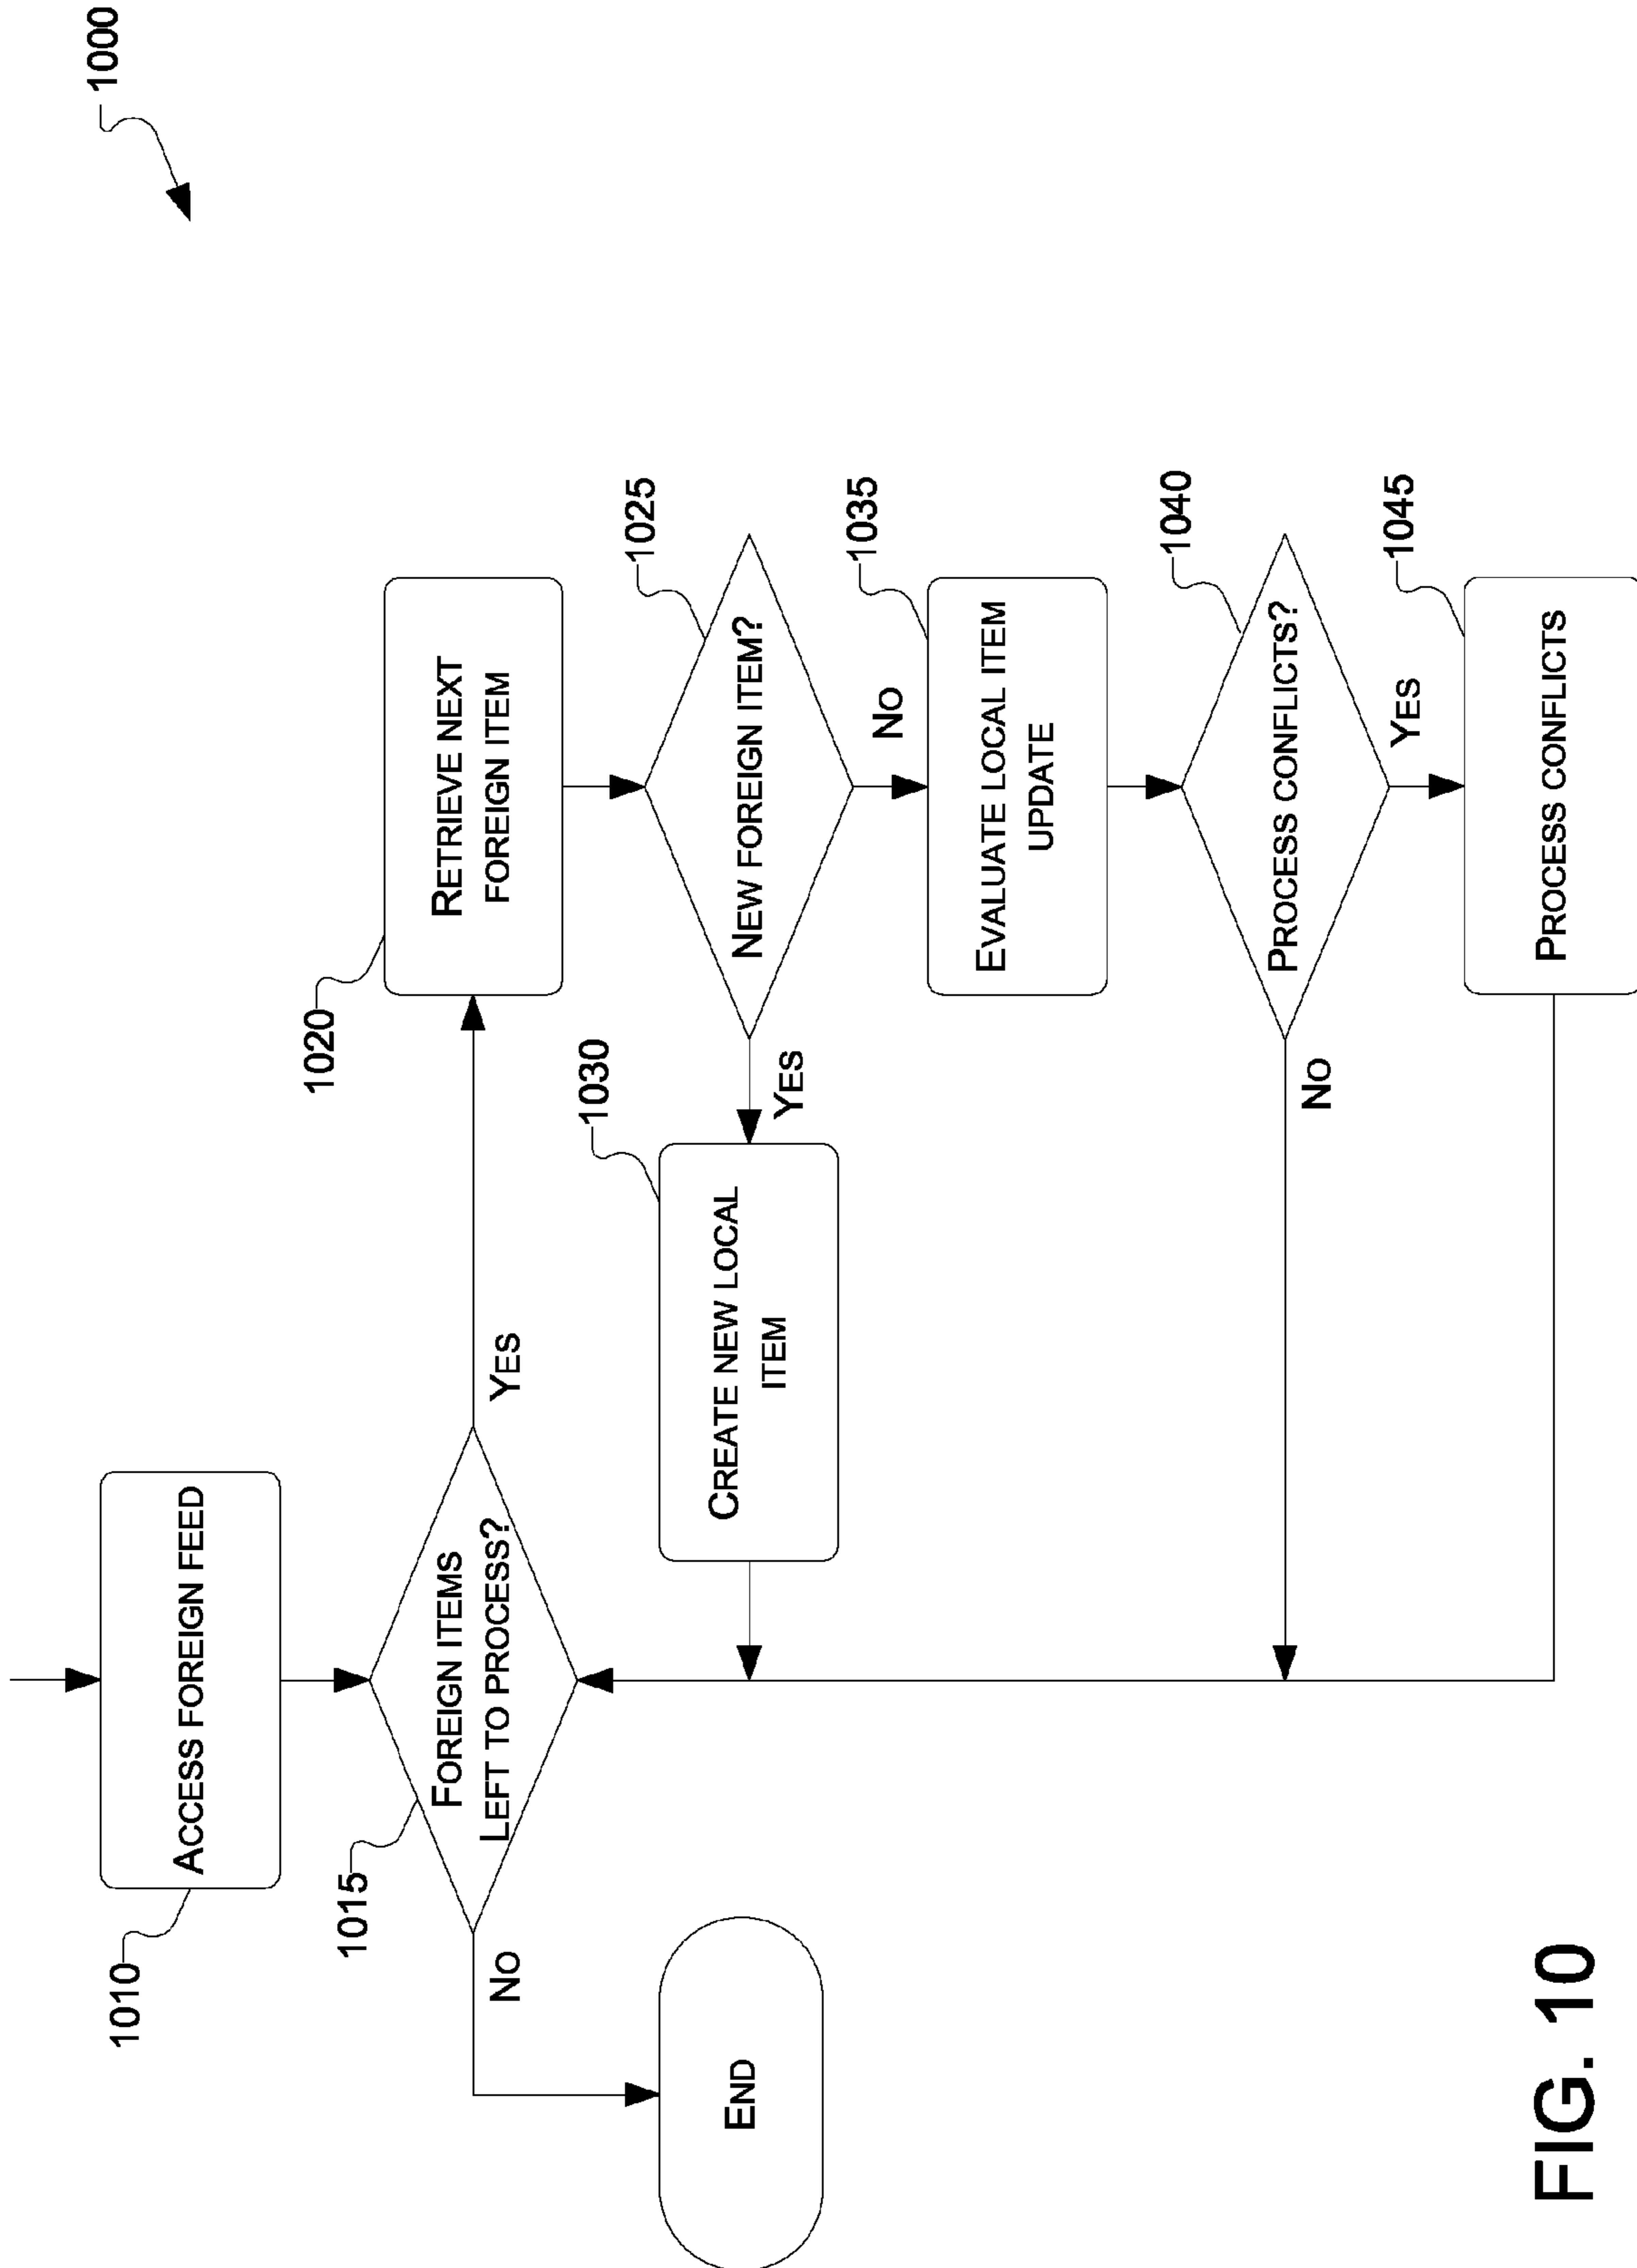 1000
1010
ACCESS FOREIGN FEED
1015
FOREIGN ITEMS
LEFT TO PROCESS?
NO
YES
END
1020
RETRIEVE NEXT
FOREIGN ITEM
1025
NEW FOREIGN ITEM?
YES
NO
1030
CREATE NEW LOCAL
ITEM
1035
EVALUATE LOCAL ITEM
UPDATE
1040
PROCESS CONFLICTS?
NO
YES
1045
PROCESS CONFLICTS
FIG. 10